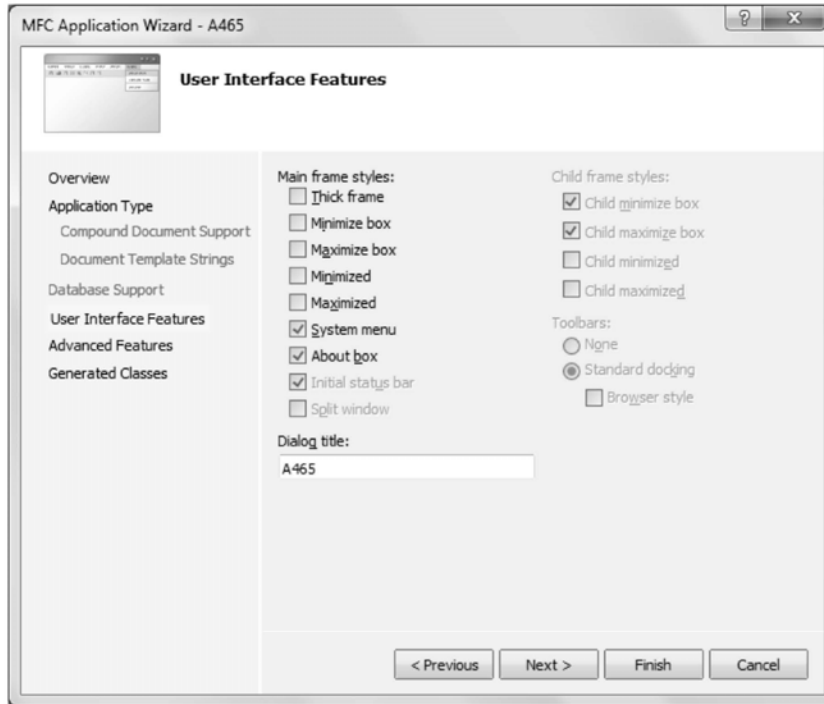 MFC Application Wizard - A465
?
User Interface Features
Overview
Application Type
Compound Document Support
Document Template Strings
Database Support
User Interface Features
Advanced Features
Generated Classes
Main frame styles:
Thick frame
Minimize box
Maximize box
Minimized
Maximized
System menu
About box
Initial status bar
Split window
Dialog title:
A465
Child frame styles:
Child minimize box
Child maximize box
Child minimized
Child maximized
Toolbars:
None
Standard docking
Browser style
< Previous
Next >
Finish
Cancel